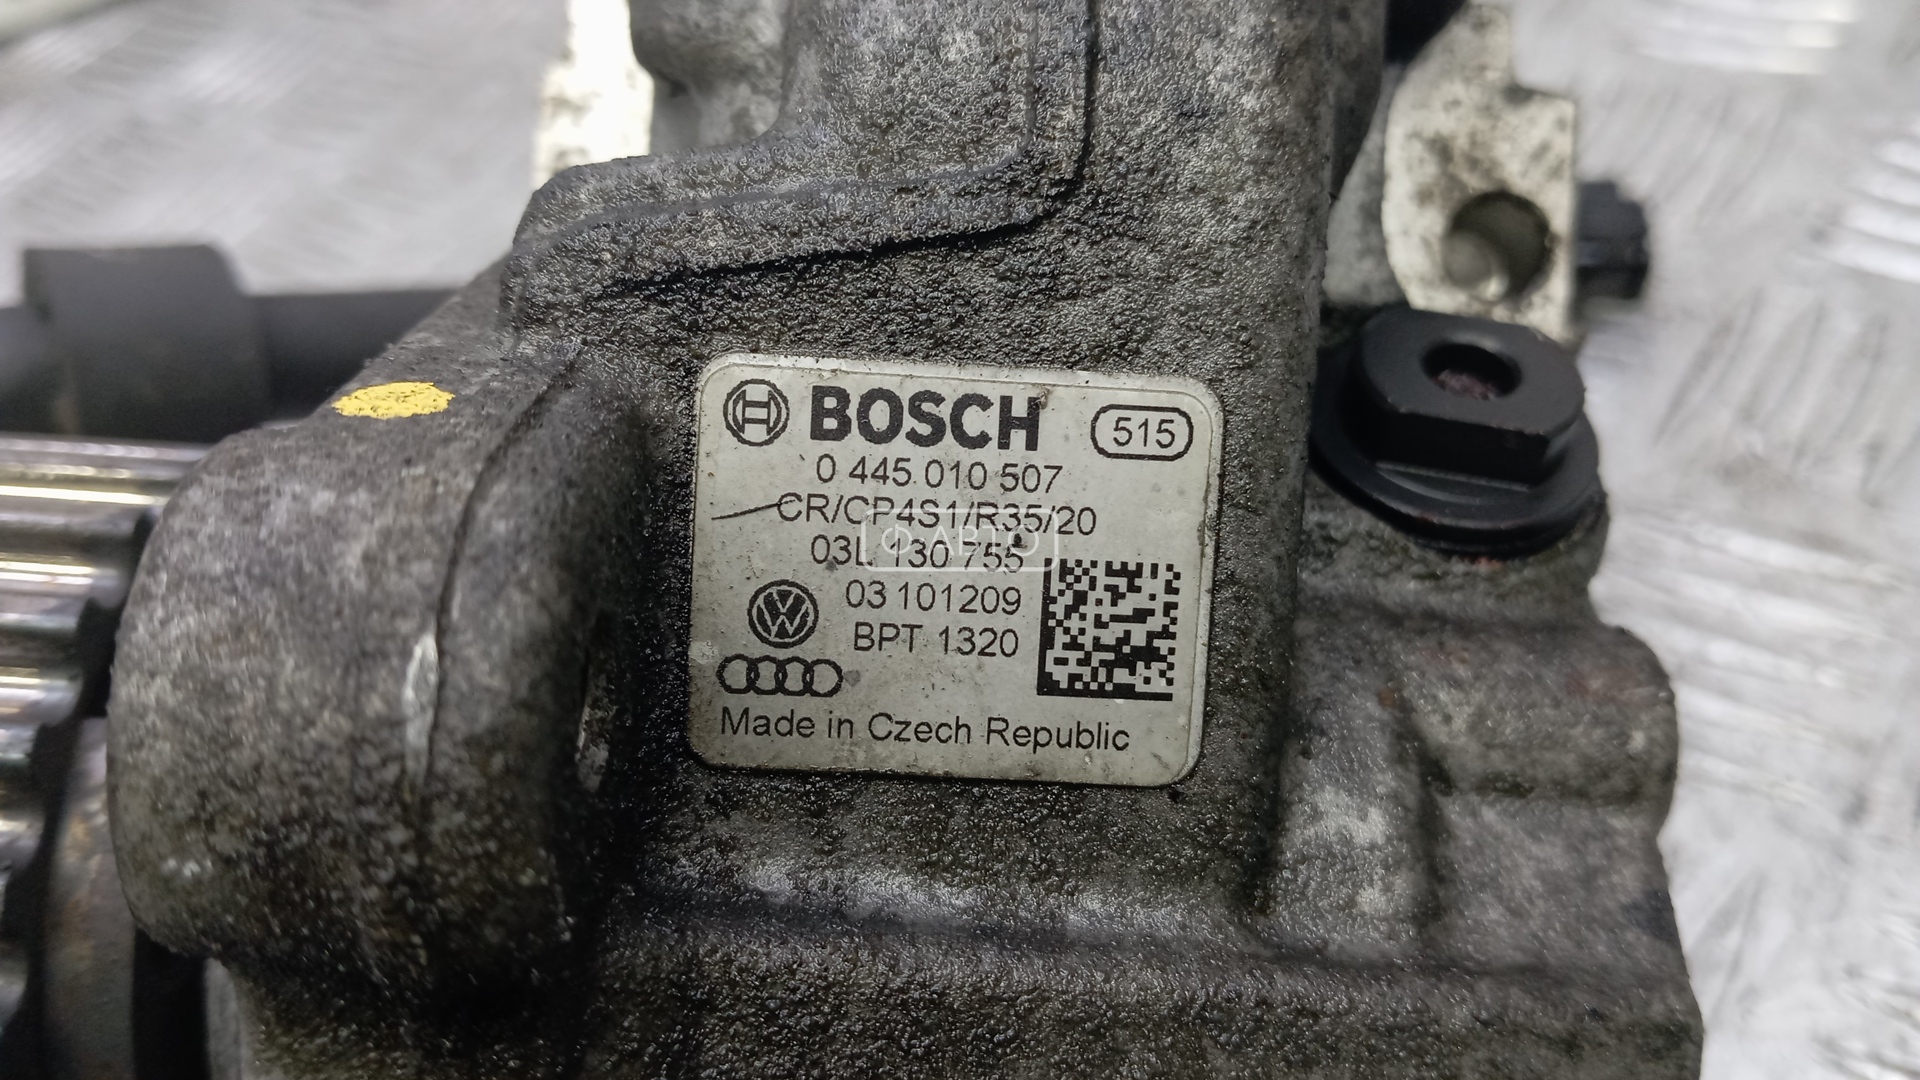 BOSCH 515
0 445 010 507
CR/CP4S1/R35/20
03L 130 755
Ф-АВТО
03 101209
BPT 1320
Made in Czech Republic